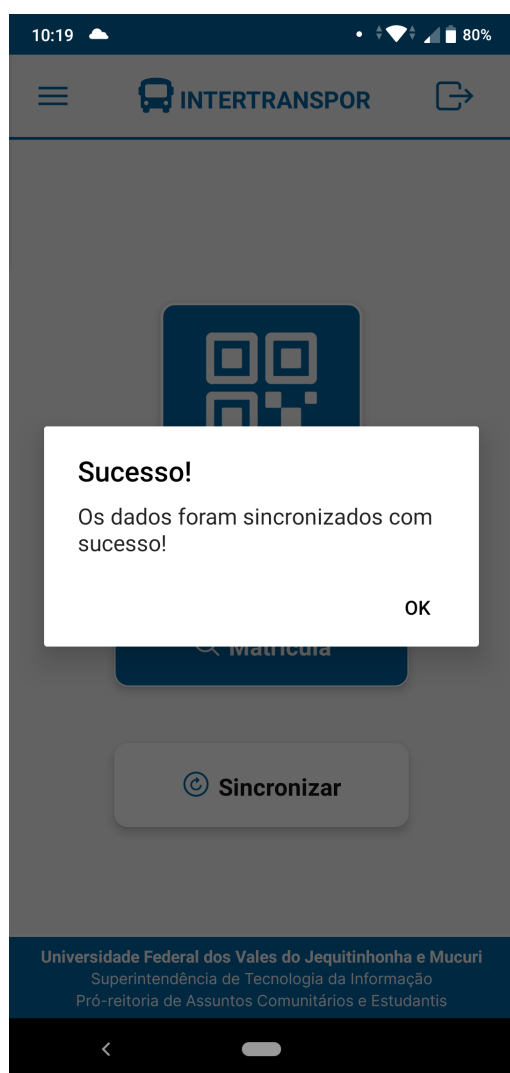 10:19
80%
INTERTRANSPOR
Sucesso!
Os dados foram sincronizados com
sucesso!
OK
Matrícula
Sincronizar
Universidade Federal dos Vales do Jequitinhonha e Mucuri
Superintendência de Tecnologia da Informação
Pró-reitoria de Assuntos Comunitários e Estudantis